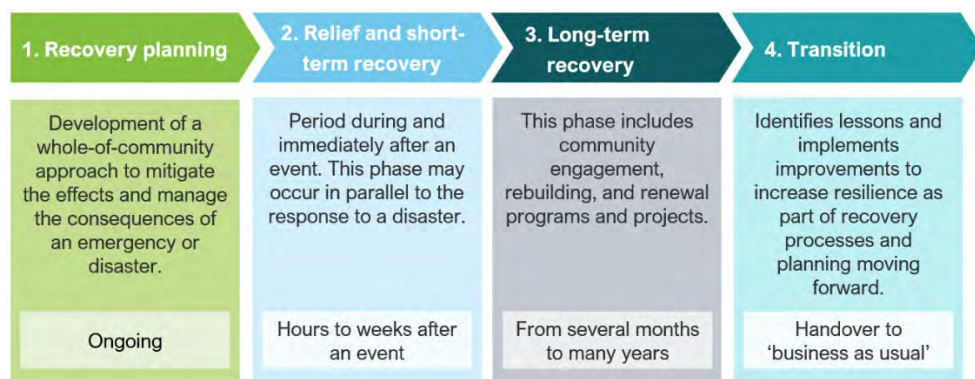 1. Recovery planning
2. Relief and short-
term recovery
3. Long-term
recovery
4. Transition
Development of a
whole-of-community
approach to mitigate
the effects and manage
the consequences of
an emergency or
disaster.
Ongoing
Period during and
immediately after an
event. This phase may
occur in parallel to the
response to a disaster.
Hours to weeks after
an event
This phase includes
community
engagement,
rebuilding, and renewal
programs and projects.
From several months
to many years
Identifies lessons and
implements
improvements to
increase resilience as
part of recovery
processes and
planning moving
forward.
Handover to
‘business as usual’